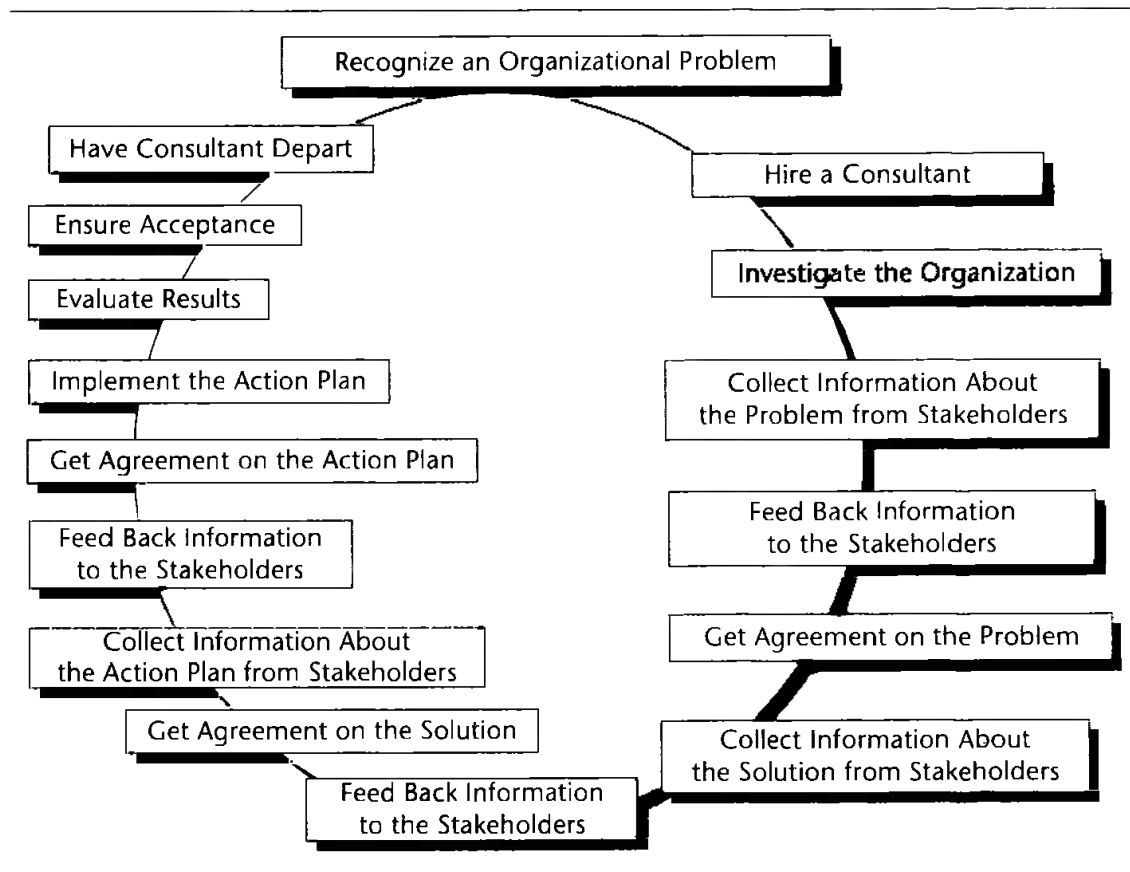 Recognize an Organizational Problem
Hire a Consultant
Investigate the Organization
Collect Information About
the Problem from Stakeholders
Feed Back Information
to the Stakeholders
Get Agreement on the Problem
Collect Information About
the Solution from Stakeholders
Feed Back Information
to the Stakeholders
Get Agreement on the Solution
Collect Information About
the Action Plan from Stakeholders
Feed Back Information
to the Stakeholders
Get Agreement on the Action Plan
Implement the Action Plan
Evaluate Results
Ensure Acceptance
Have Consultant Depart